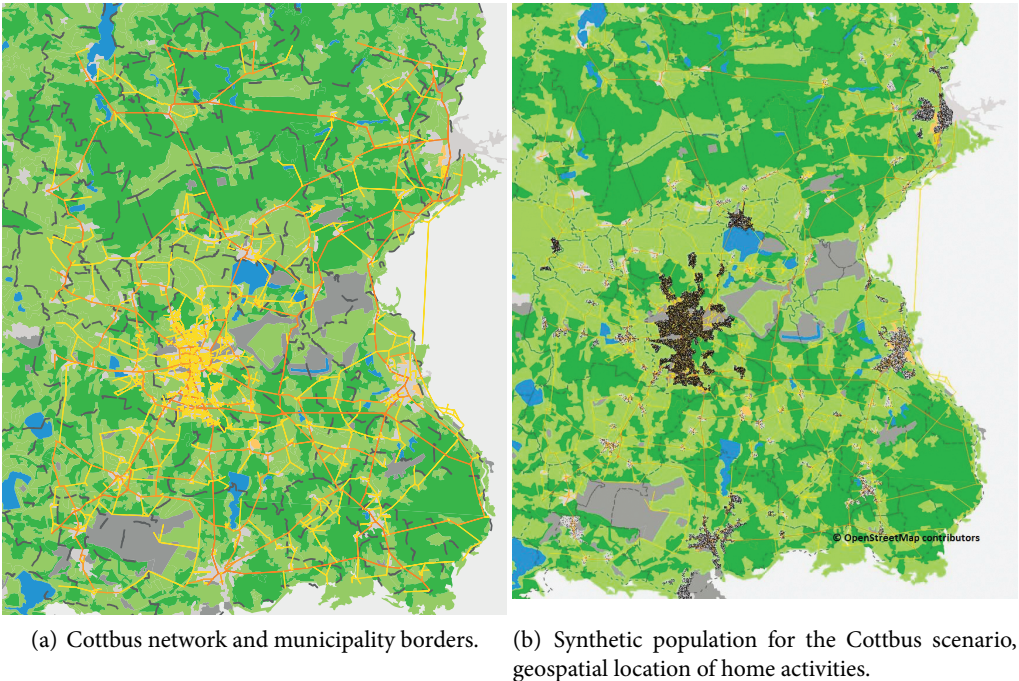 © OpenStreetMap contributors
(a) Cottbus network and municipality borders.
(b) Synthetic population for the Cottbus scenario,
geospatial location of home activities.